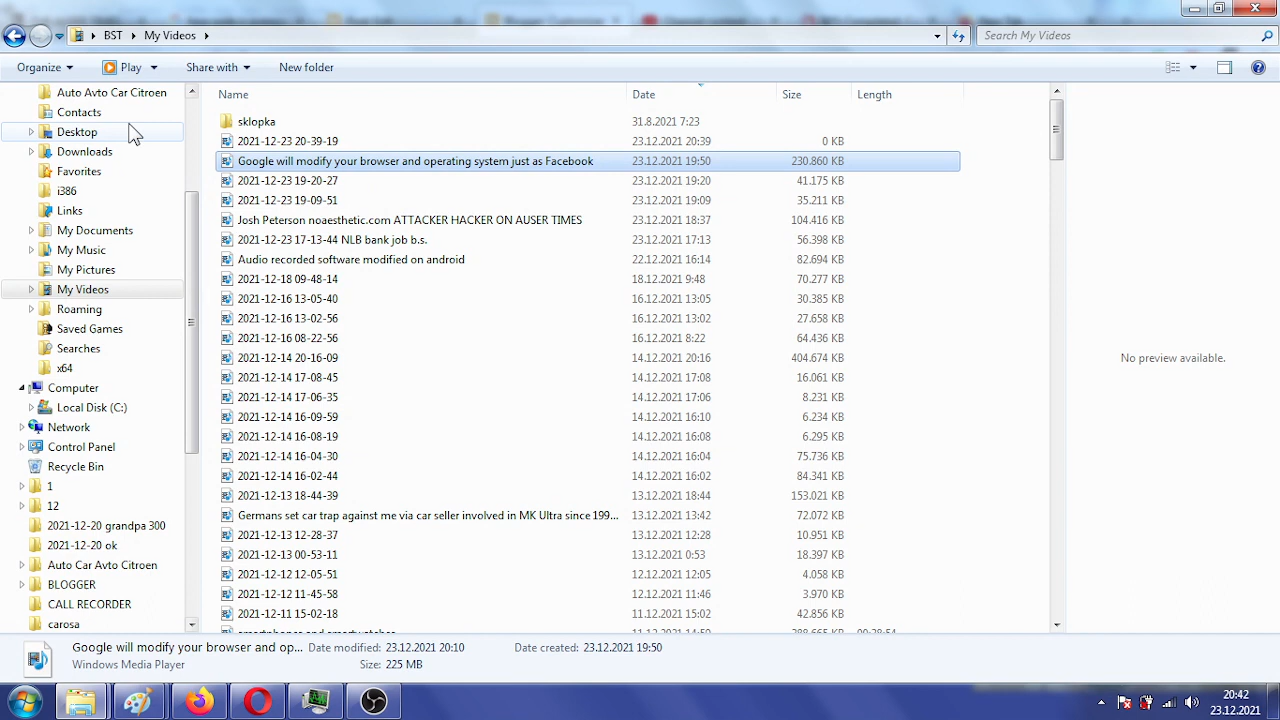 BST
My Videos
Search My Videos
Organize
Play
Share with
New folder
Auto Avto Car Citroen
Contacts
Desktop
Downloads
Favorites
i386
Links
My Documents
My Music
My Pictures
My Videos
Roaming
Saved Games
Searches
x64
Computer
Local Disk (C:)
Network
Control Panel
Recycle Bin
1
12
2021-12-20 grandpa 300
2021-12-20 ok
Auto Car Avto Citroen
BLOGGER
CALL RECORDER
carosa
Name Date Size Length
sklopka 31.8.2021 7:23
2021-12-23 20-39-19 23.12.2021 20:39 0 KB
Google will modify your browser and operating system just as Facebook 23.12.2021 19:50 230.860 KB
2021-12-23 19-20-27 23.12.2021 19:20 41.175 KB
2021-12-23 19-09-51 23.12.2021 19:09 35.211 KB
Josh Peterson noaesthetic.com ATTACKER HACKER ON AUSER TIMES 23.12.2021 18:37 104.416 KB
2021-12-23 17-13-44 NLB bank job b.s. 23.12.2021 17:13 56.398 KB
Audio recorded software modified on android 22.12.2021 16:14 82.694 KB
2021-12-18 09-48-14 18.12.2021 9:48 70.277 KB
2021-12-16 13-05-40 16.12.2021 13:05 30.385 KB
2021-12-16 13-02-56 16.12.2021 13:02 27.658 KB
2021-12-16 08-22-56 16.12.2021 8:22 64.436 KB
2021-12-14 20-16-09 14.12.2021 20:16 404.674 KB
2021-12-14 17-08-45 14.12.2021 17:08 16.061 KB
2021-12-14 17-06-35 14.12.2021 17:06 8.231 KB
2021-12-14 16-09-59 14.12.2021 16:10 6.234 KB
2021-12-14 16-08-19 14.12.2021 16:08 6.295 KB
2021-12-14 16-04-30 14.12.2021 16:04 75.736 KB
2021-12-14 16-02-44 14.12.2021 16:02 84.341 KB
2021-12-13 18-44-39 13.12.2021 18:44 153.021 KB
Germans set car trap against me via car seller involved in MK Ultra since 199... 13.12.2021 13:42 72.072 KB
2021-12-13 12-28-37 13.12.2021 12:28 10.951 KB
2021-12-13 00-53-11 13.12.2021 0:53 18.397 KB
2021-12-12 12-05-51 12.12.2021 12:05 4.058 KB
2021-12-12 11-45-58 12.12.2021 11:46 3.970 KB
2021-12-11 15-02-18 11.12.2021 15:02 42.856 KB
smartphones and smartwatches 11.12.2021 14:59 288.665 KB 00:28:54
No preview available.
Google will modify your browser and op... Date modified: 23.12.2021 20:10 Date created: 23.12.2021 19:50
Windows Media Player Size: 225 MB
20:42
23.12.2021